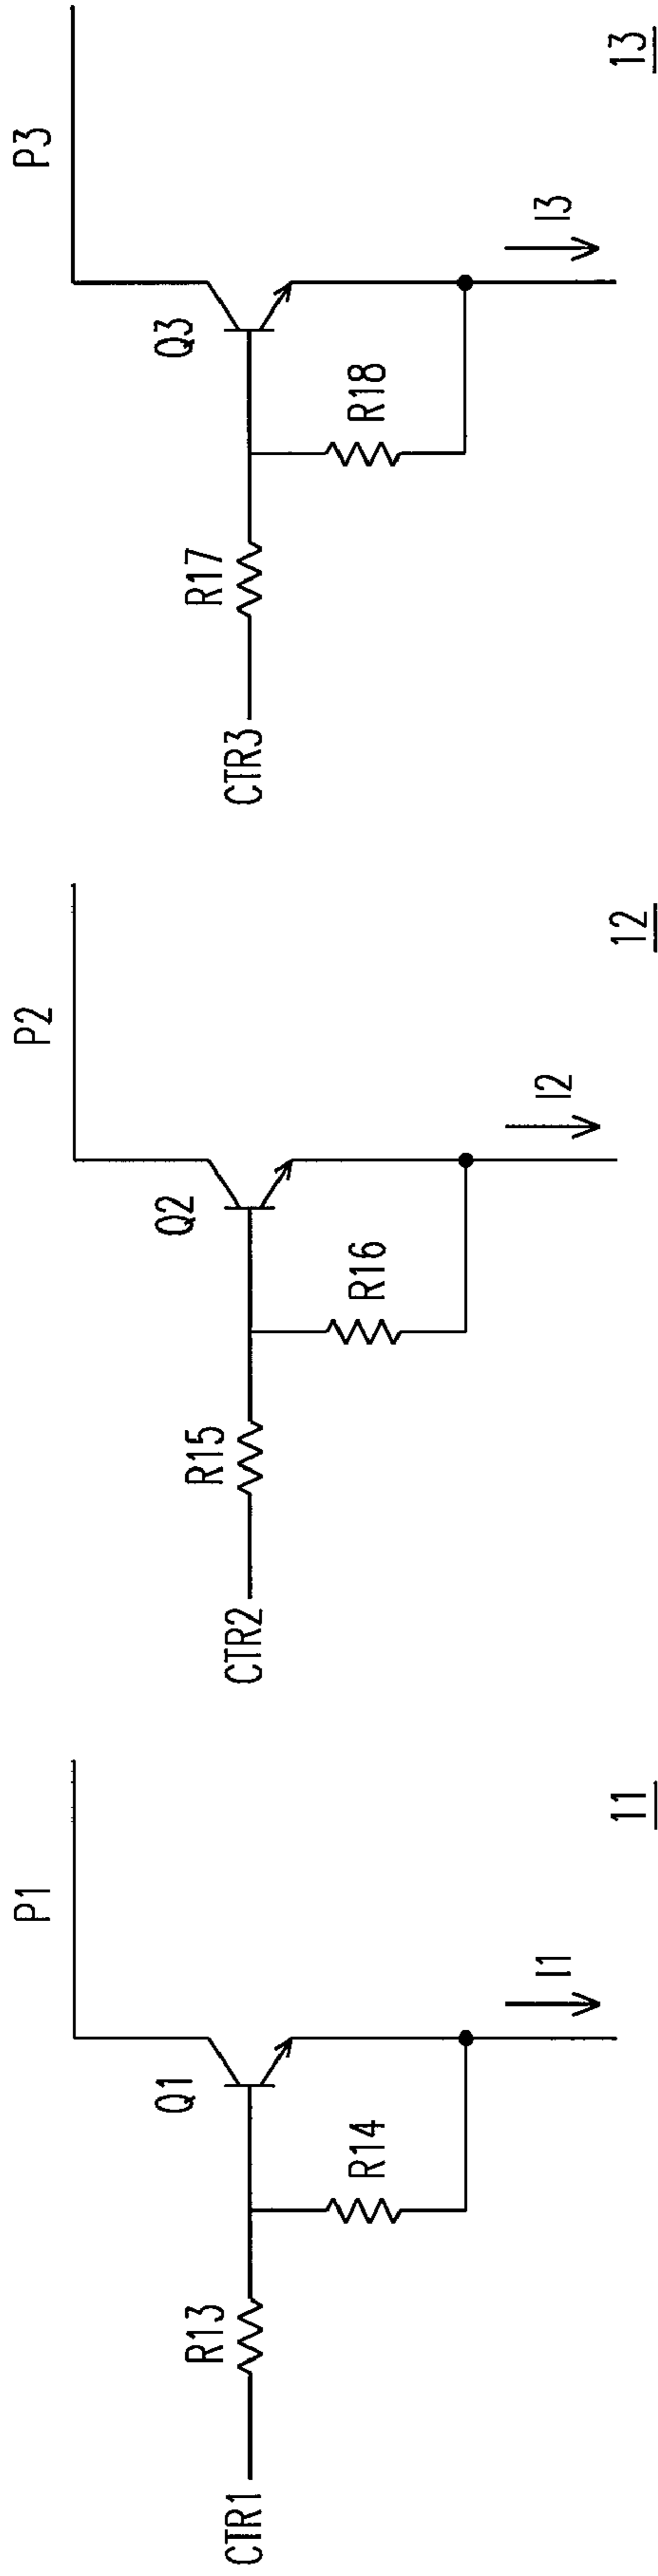 P1
Q1
CTR1
R13
R14
I1
11
P2
Q2
CTR2
R15
R16
I2
12
P3
Q3
CTR3
R17
R18
I3
13